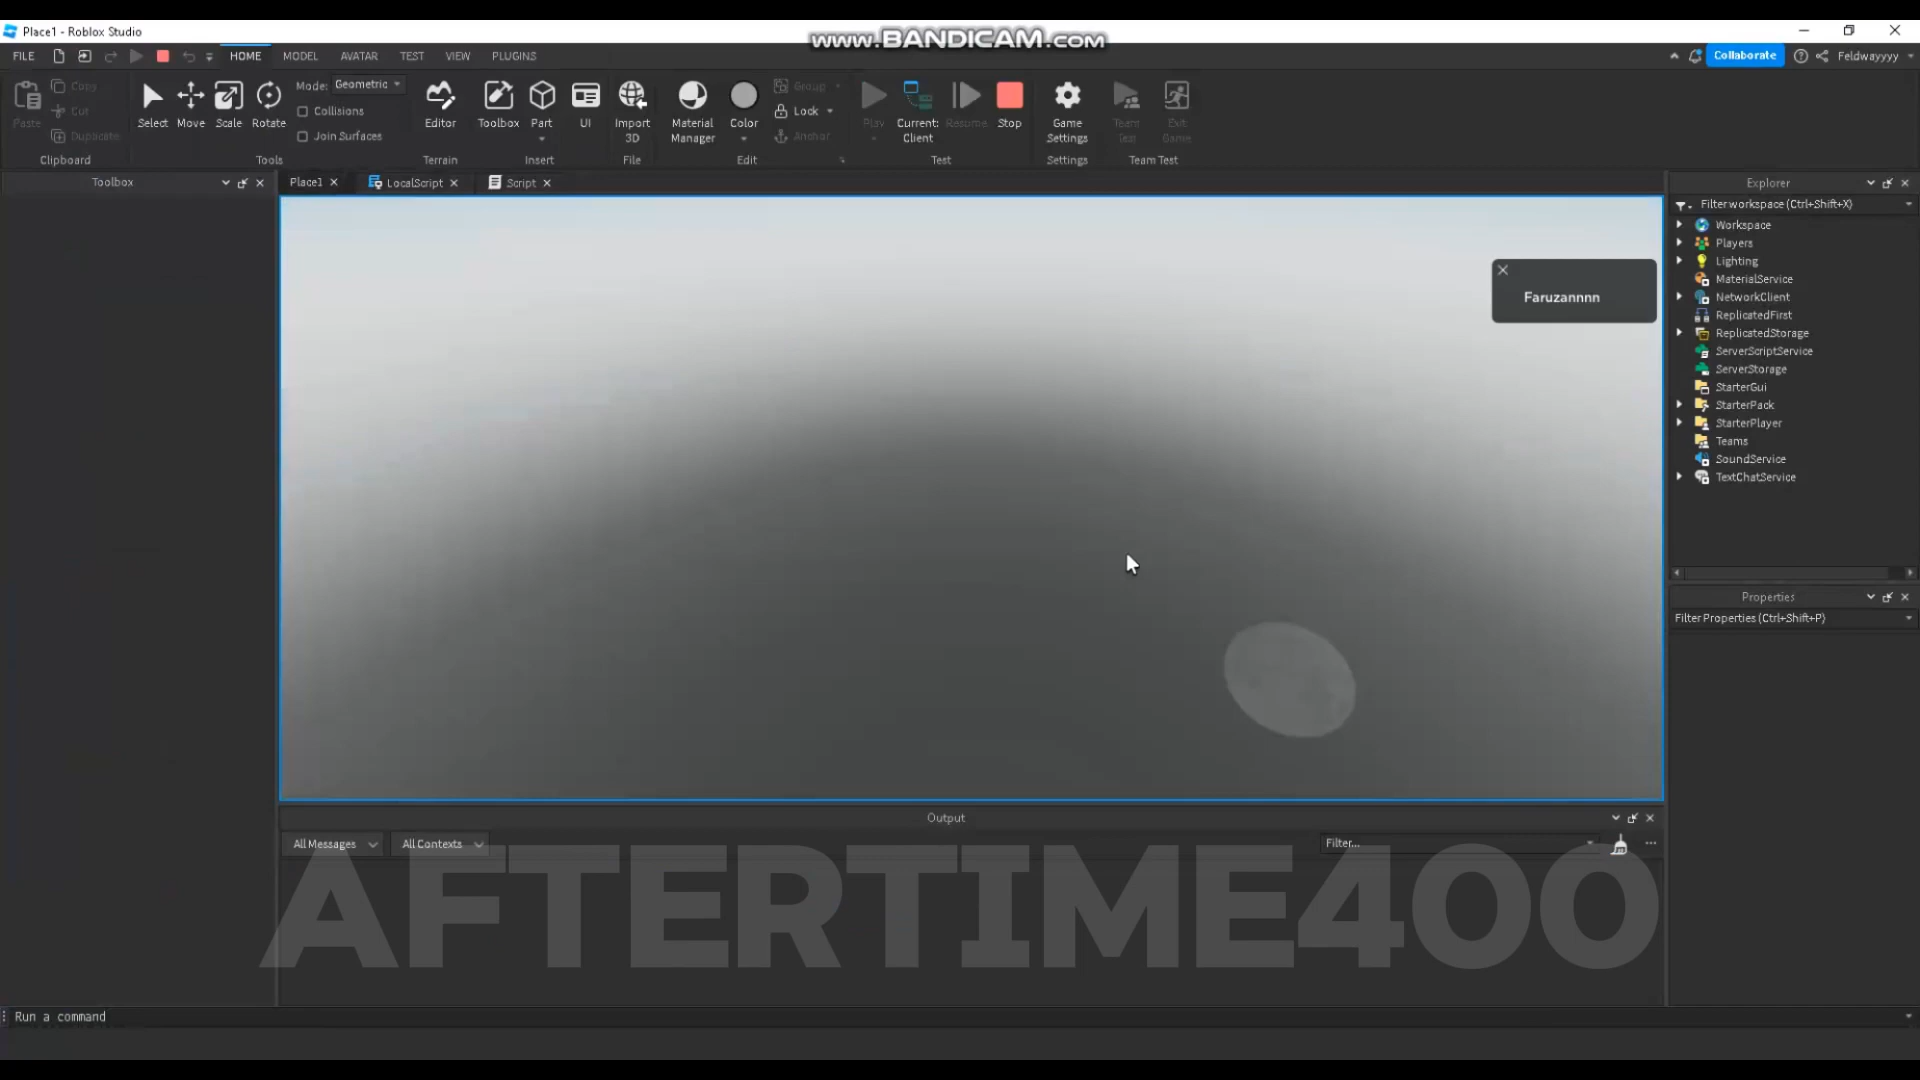 Place1 - Roblox Studio
www.BANDICAM.com
FILE HOME MODEL AVATAR TEST VIEW PLUGINS Collaborate Feldwayyyy
Paste Copy Cut Duplicate
Select Move Scale Rotate
Mode: Geometric
Collisions
Join Surfaces
Editor Toolbox Part UI Import 3D Material Manager Color
Group
Lock
Anchor
Play Current: Client Resume Stop Game Settings Team Test Exit Game
Clipboard Tools Terrain Insert File Edit Test Settings Team Test
Toolbox
Place1 LocalScript Script
Explorer
Filter workspace (Ctrl+Shift+X)
Workspace
Players
Lighting
MaterialService
NetworkClient
ReplicatedFirst
ReplicatedStorage
ServerScriptService
ServerStorage
StarterGui
StarterPack
StarterPlayer
Teams
SoundService
TextChatService
Faruzannnn
Properties
Filter Properties (Ctrl+Shift+P)
Output
All Messages All Contexts Filter...
AFTERTIME400
Run a command